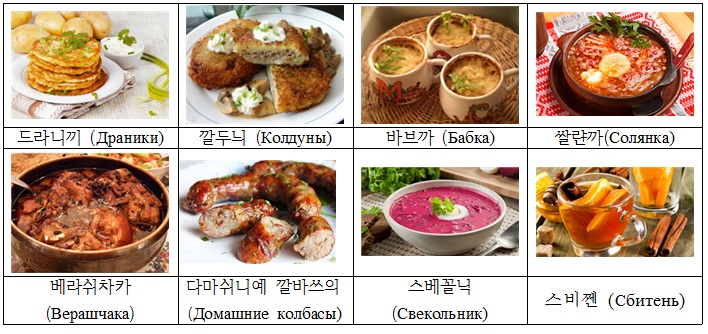 드라니끼 (Драники)
깔두늬 (Колдуны)
바브까 (Бабка)
쌀랸까(Солянка)
베라쉬차카
(Верашчака)
다마쉬니예 깔바쓰의
(Домашние колбасы)
스베꼴닉
(Свекольник)
스비쪤 (Сбитень)